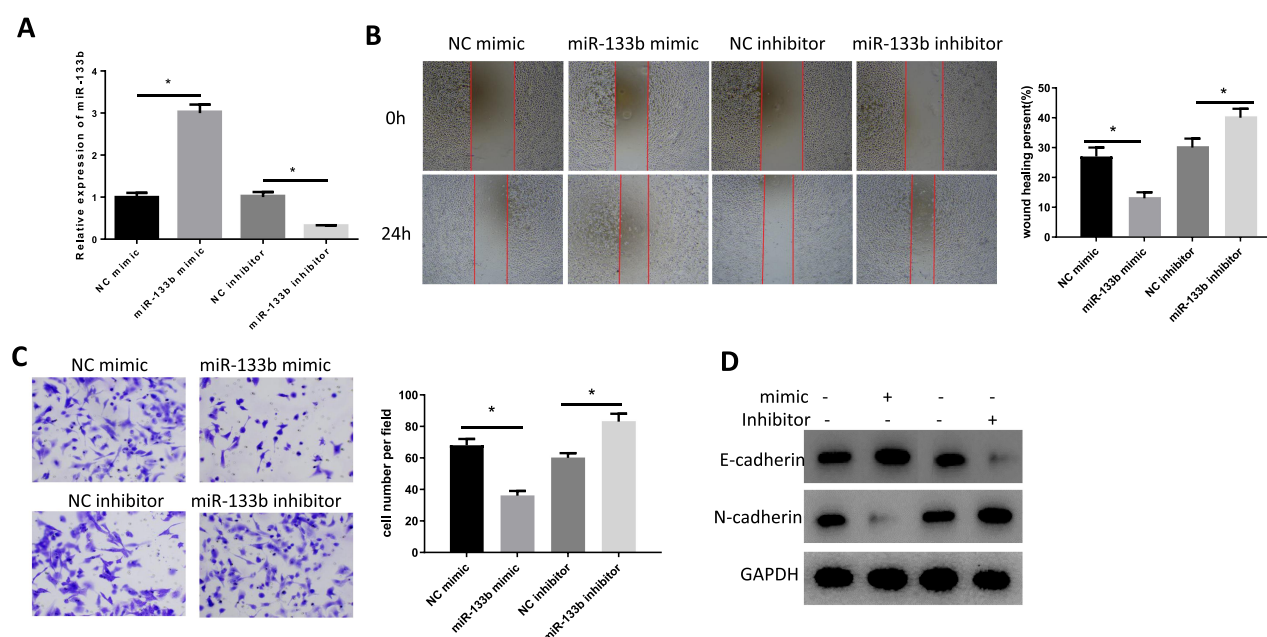 A
Relative expression of miR-133b
4
3
2
1
0
*
*
NC mimic
miR-133b mimic
NC inhibitor
miR-133b inhibitor
B
NC mimic miR-133b mimic NC inhibitor miR-133b inhibitor
0h
24h
wound healing persent(%)
50
40
30
20
10
0
*
*
NC mimic
miR-133b mimic
NC inhibitor
miR-133b inhibitor
C
NC mimic miR-133b mimic
NC inhibitor miR-133b inhibitor
cell number per field
100
80
60
40
20
0
*
*
NC mimic
miR-133b mimic
NC inhibitor
miR-133b inhibitor
D
mimic - + - -
Inhibitor - - - +
E-cadherin
N-cadherin
GAPDH